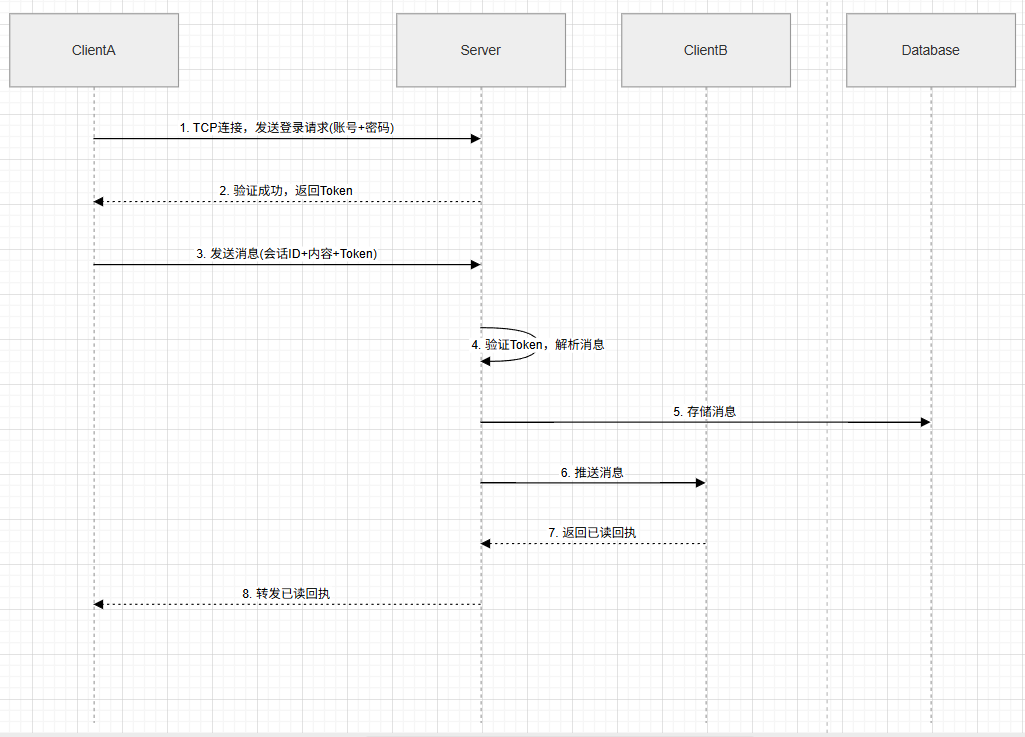 ClientA
Server
ClientB
Database
1. TCP连接，发送登录请求(账号+密码)
2. 验证成功，返回Token
3. 发送消息(会话ID+内容+Token)
4. 验证Token，解析消息
5. 存储消息
6. 推送消息
7. 返回已读回执
8. 转发已读回执